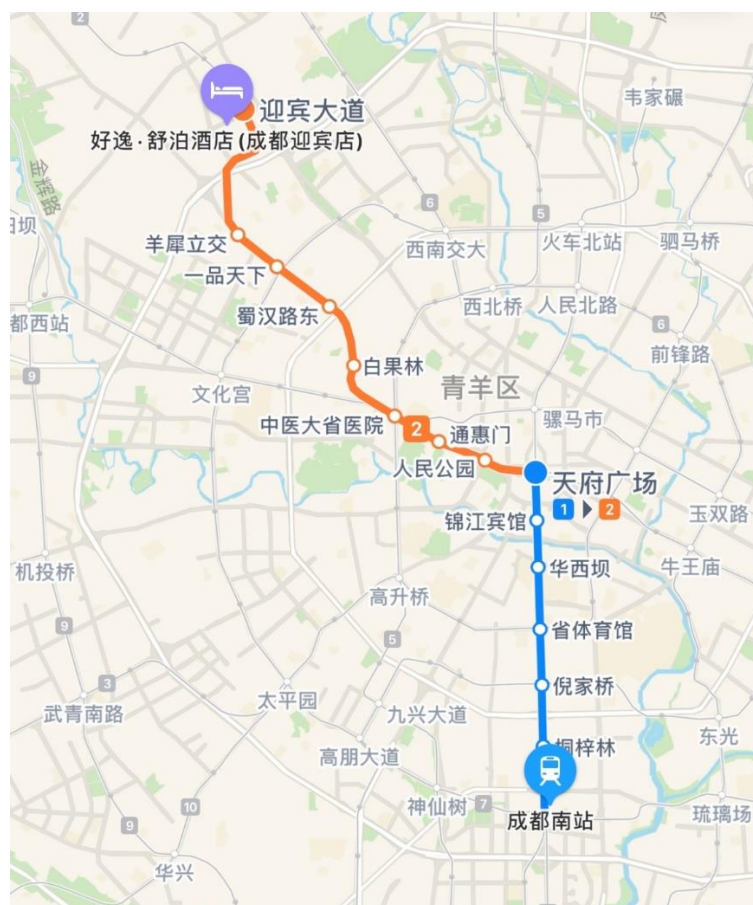 2
韦家碾
迎宾大道
好逸·舒泊酒店(成都迎宾店)
金辉路
6
5
阳坝
羊犀立交
西南交大
火车北站
驷马桥
一品天下
都西站
蜀汉路东
西北桥
人民北路
6
前锋路
9
白果林
文化宫
青羊区
中医大省医院
2
通惠门
骡马市
人民公园
天府广场
1
2
玉双路
锦江宾馆
机投桥
华西坝
牛王庙
高升桥
9
5
省体育馆
3
倪家桥
武青南路
太平园
九兴大道
东光
高朋大道
桐梓林
10
神仙树
7
成都南站
琉璃场
9
华兴